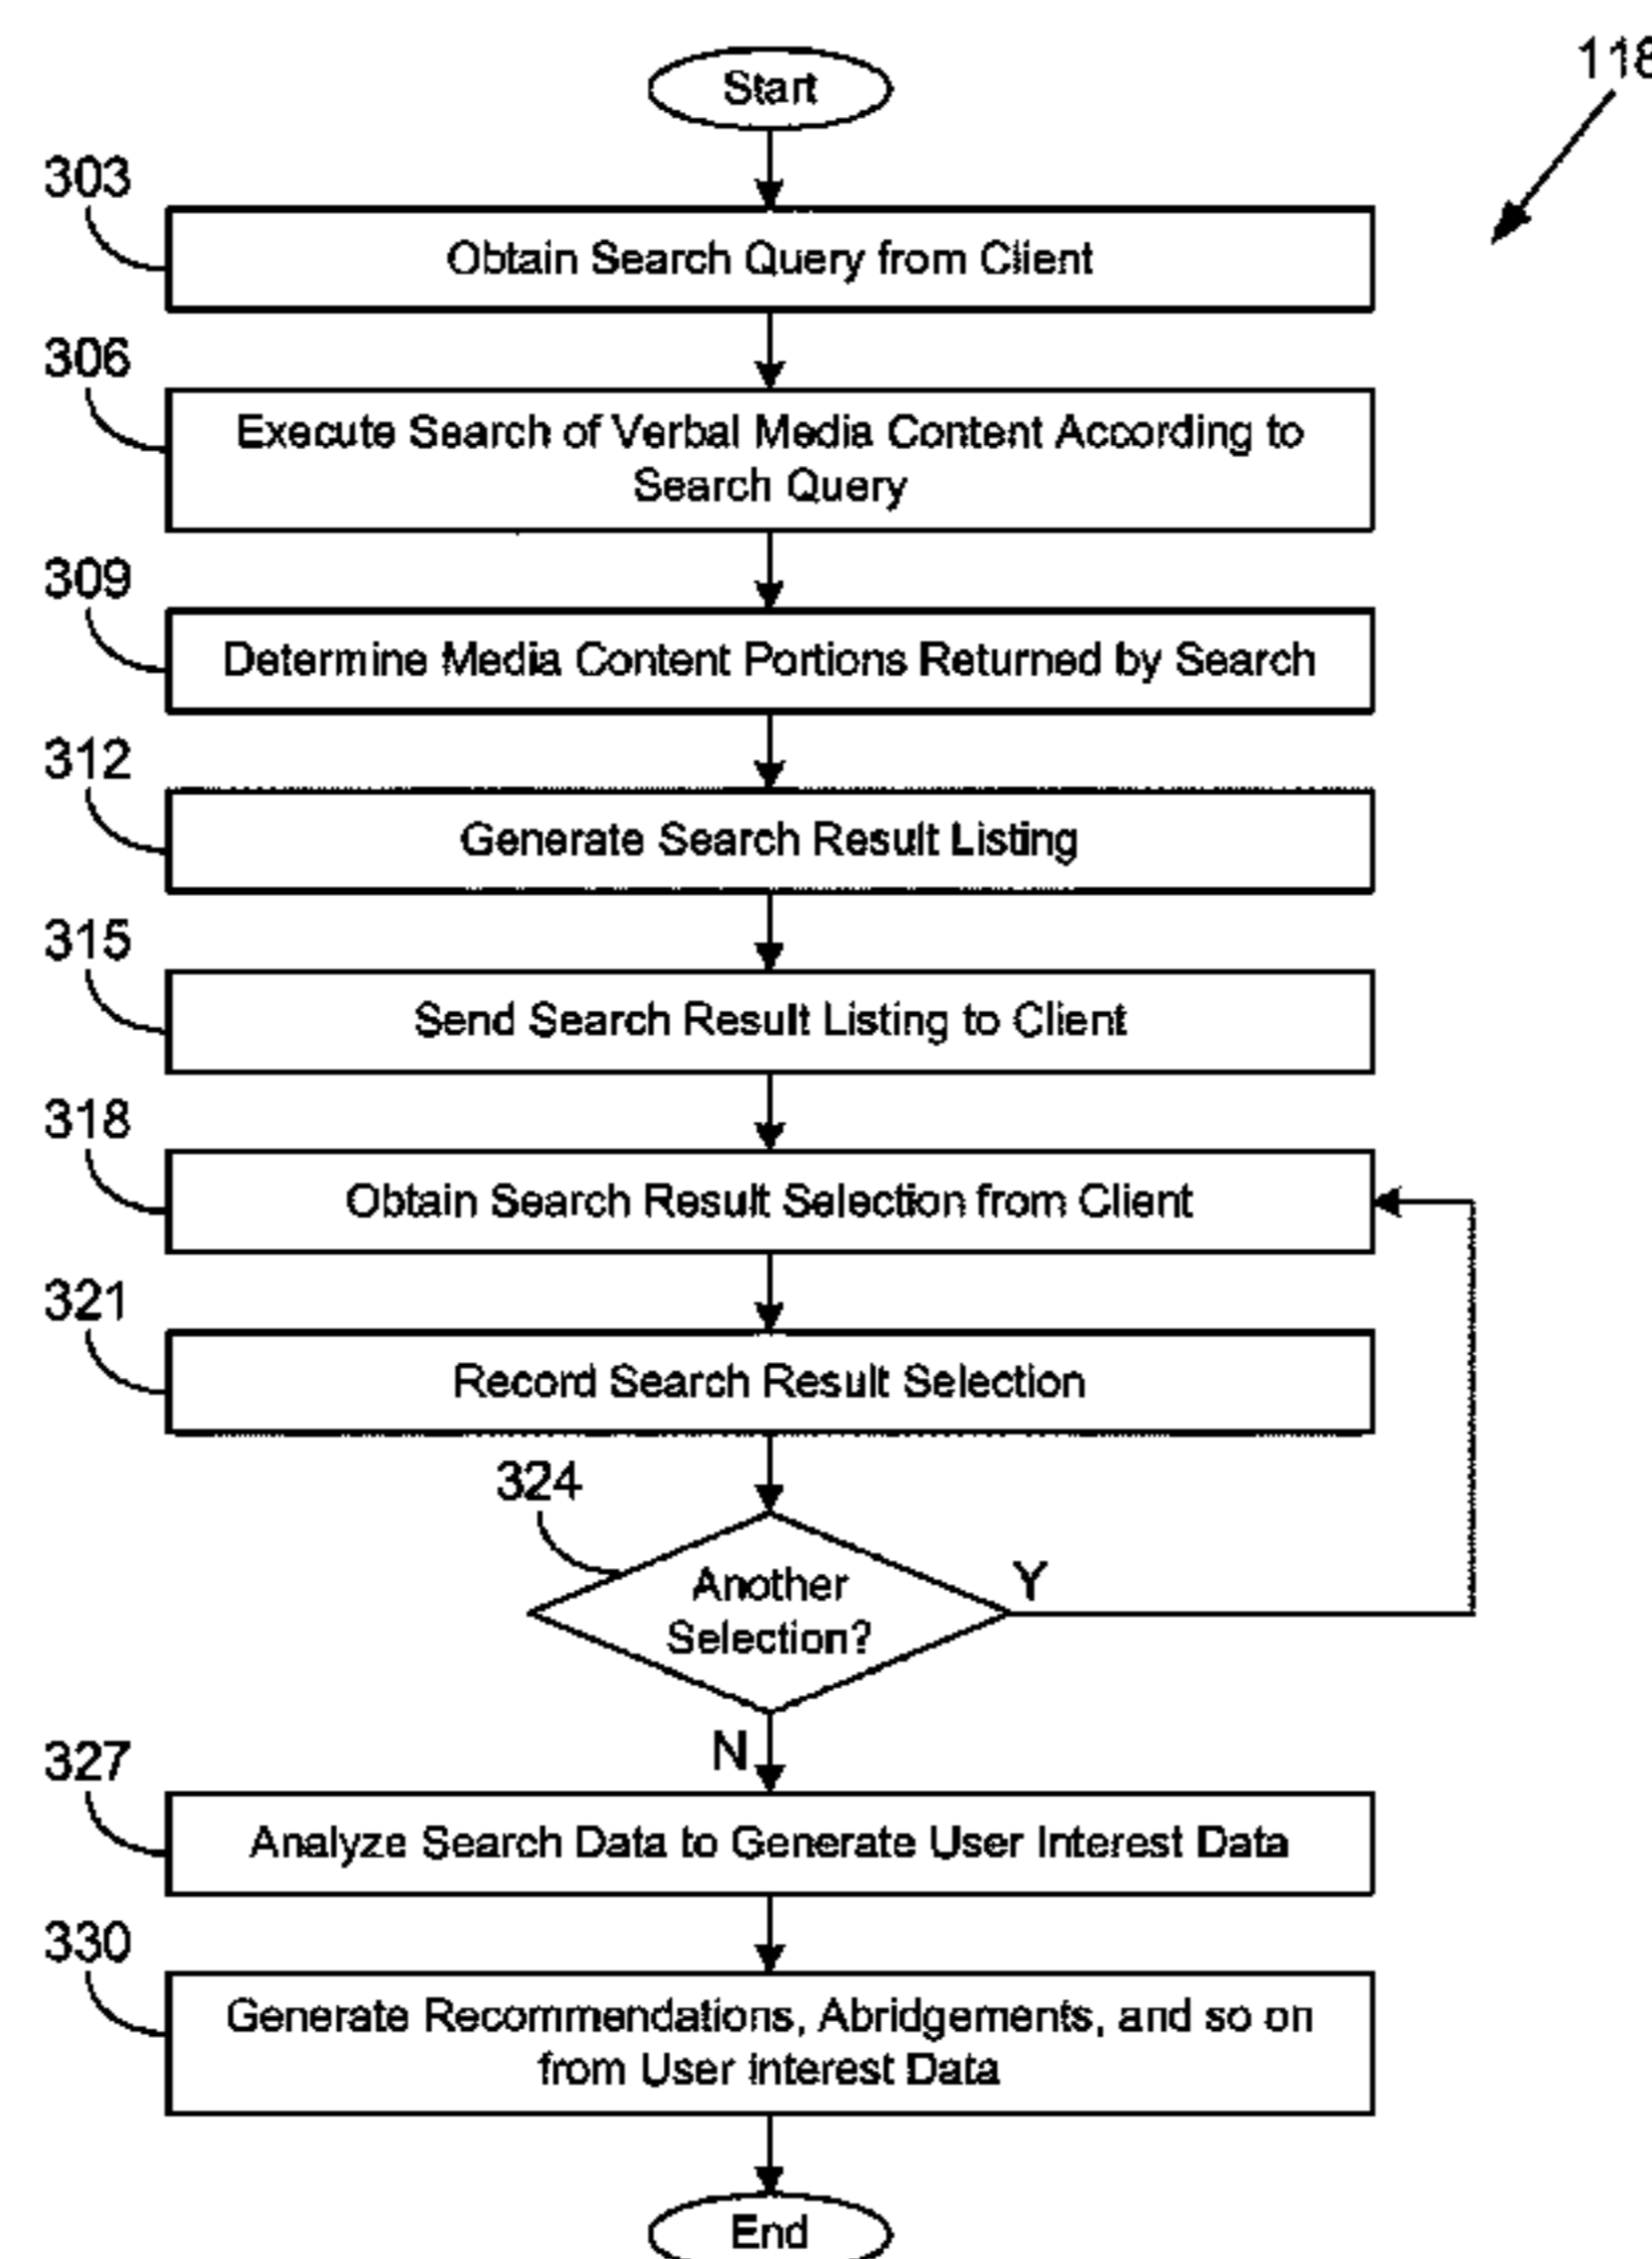 Start
118
303
Obtain Search Query from Client
306
Execute Search of Verbal Media Content According to
Search Query
309
Determine Media Content Portions Returned by Search
312
Generate Search Result Listing
315
Send Search Result Listing to Client
318
Obtain Search Result Selection from Client
321
Record Search Result Selection
324
Another
Selection?
Y
N
327
Analyze Search Data to Generate User Interest Data
330
Generate Recommendations, Abridgements, and so on
from User Interest Data
End